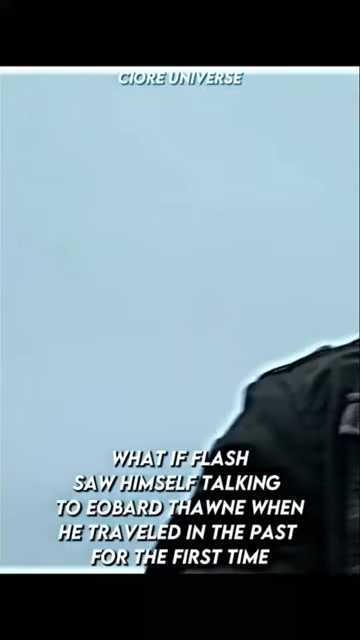 CIORE UNIVERSE
WHAT IF FLASH
SAW HIMSELF TALKING
TO EOBARD THAWNE WHEN
HE TRAVELED IN THE PAST
FOR THE FIRST TIME